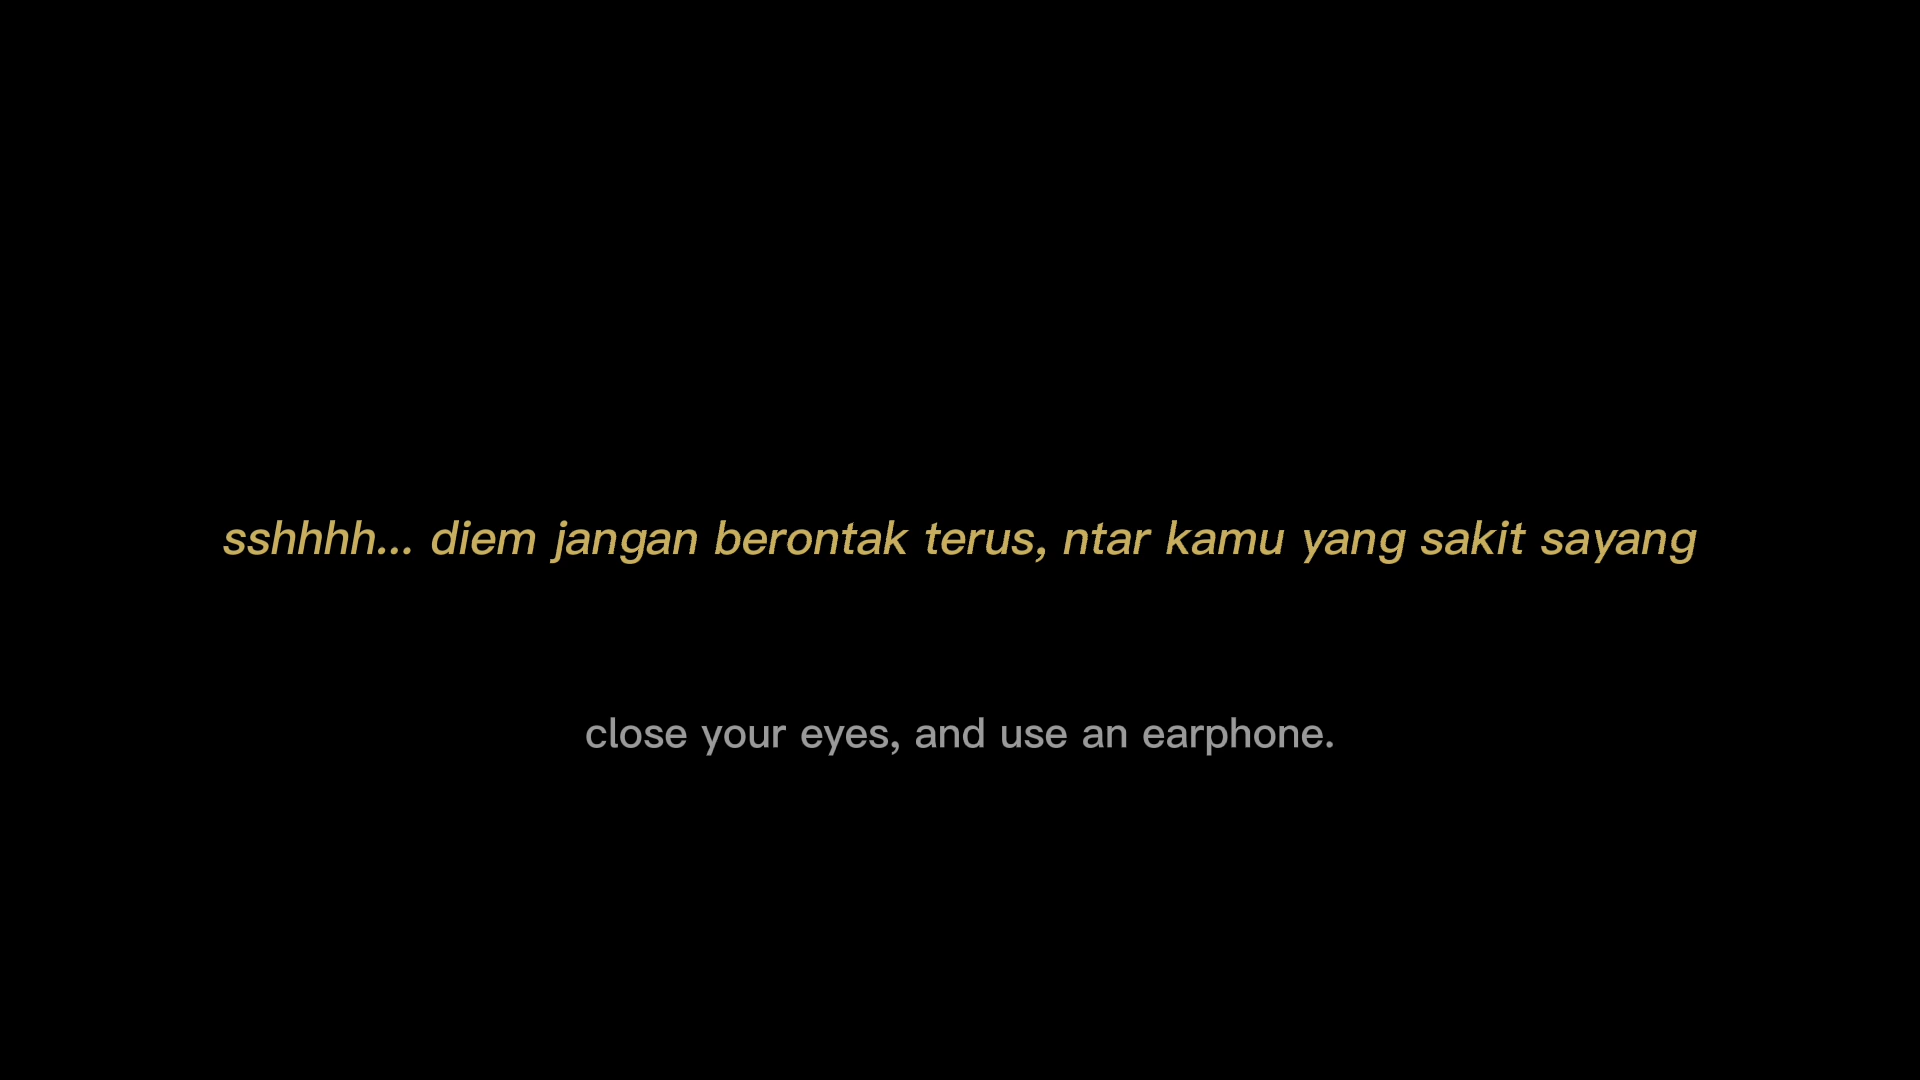 sshhhh... diem jangan berontak terus, ntar kamu yang sakit sayang
close your eyes, and use an earphone.